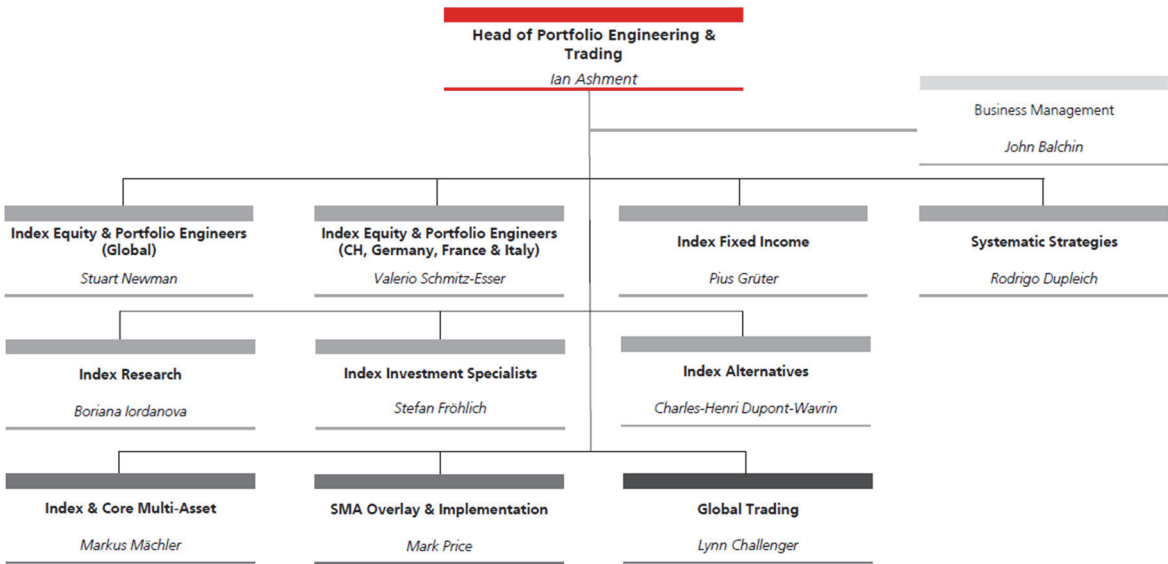 Head of Portfolio Engineering &
Trading
Ian Ashment
Business Management
John Balchin
Index Equity & Portfolio Engineers
(Global)
Stuart Newman
Index Equity & Portfolio Engineers
(CH, Germany, France & Italy)
Valerio Schmitz-Esser
Index Fixed Income
Pius Grüter
Systematic Strategies
Rodrigo Dupleich
Index Research
Boriana Iordanova
Index Investment Specialists
Stefan Fröhlich
Index Alternatives
Charles-Henri Dupont-Wavrin
Index & Core Multi-Asset
Markus Mächler
SMA Overlay & Implementation
Mark Price
Global Trading
Lynn Challenger